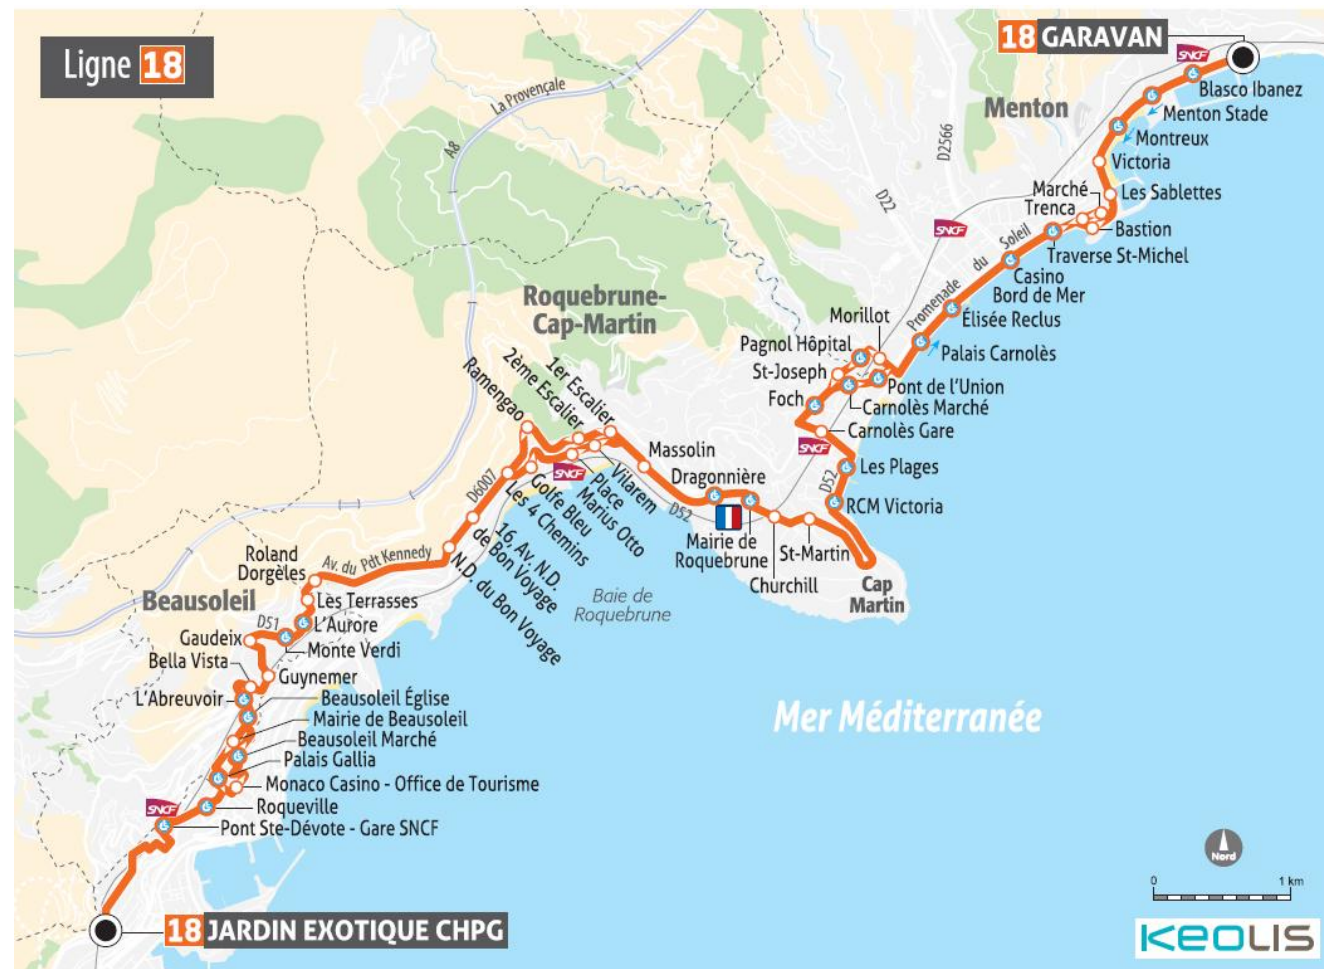 Ligne 18
18 GARAVAN
SNCF
Blasco Ibanez
Menton Stade
Montreux
Victoria
Les Sablettes
Menton
La Provençale
A8
D2566
D22
Marché
Trenca
Bastion
SNCF
Traverse St-Michel
Promenade du Soleil
Casino
Bord de Mer
Élisée Reclus
Palais Carnolès
Roquebrune-
Cap-Martin
Morillot
Pagnol Hôpital
St-Joseph
Foch
Pont de l'Union
Carnolès Marché
Carnolès Gare
SNCF
Les Plages
D52
RCM Victoria
Ramengao
2ème Escalier
1er Escalier
Massolin
Dragonnière
SNCF
D6007
Vilarem
Place
Marius Otto
Golfe Bleu
Les 4 Chemins
16, Av. N.D.
de Bon Voyage
N.D. du Bon Voyage
D52
Mairie de
Roquebrune
St-Martin
Churchill
Cap
Martin
Baie de
Roquebrune
Roland
Dorgèles
Av. du Pdt Kennedy
Beausoleil
Les Terrasses
D51
L'Aurore
Gaudeix
Monte Verdi
Bella Vista
Guynemer
L'Abreuvoir
Beausoleil Église
Mairie de Beausoleil
Beausoleil Marché
Palais Gallia
Monaco Casino - Office de Tourisme
SNCF
Roqueville
Pont Ste-Dévote - Gare SNCF
Mer Méditerranée
18 JARDIN EXOTIQUE CHPG
Nord
0 1 km
KEOLIS